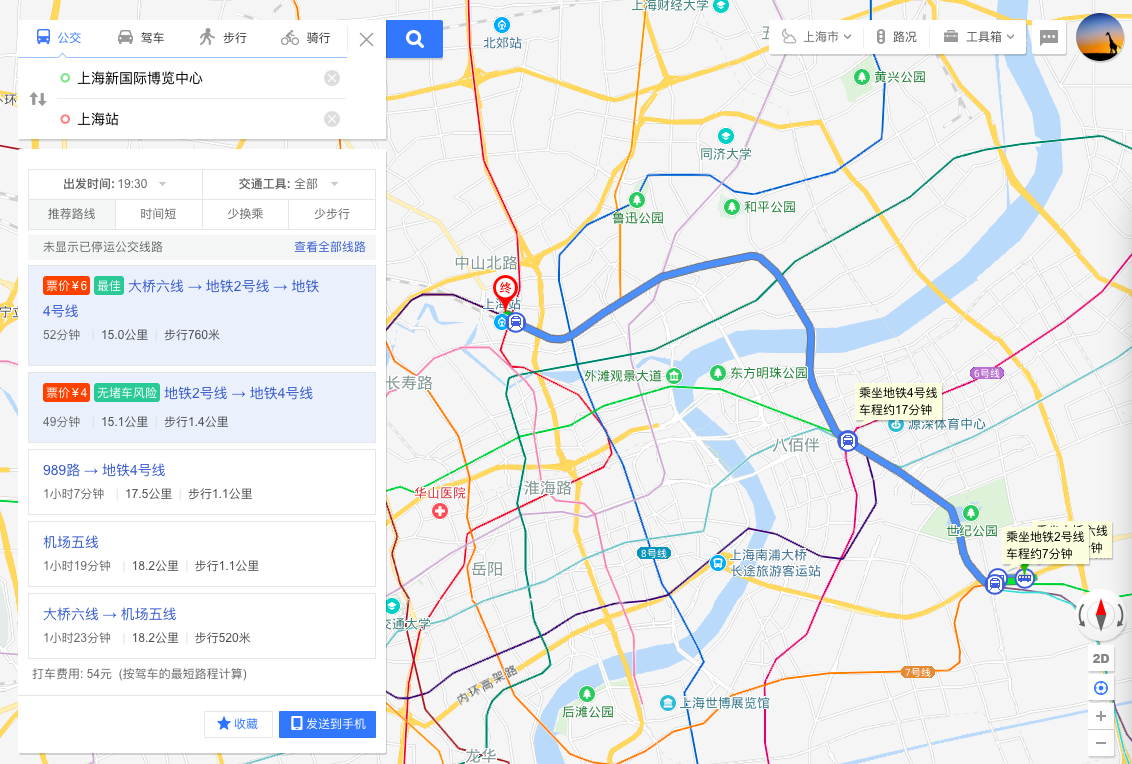 公交
驾车
步行
骑行
上海新国际博览中心
上海站
出发时间: 19:30
交通工具: 全部
推荐路线
时间短
少换乘
少步行
未显示已停运公交线路
查看全部线路
票价¥6 最佳 大桥六线 → 地铁2号线 → 地铁
4号线
52分钟 | 15.0公里 | 步行760米
票价¥4 无堵车风险 地铁2号线 → 地铁4号线
49分钟 | 15.1公里 | 步行1.4公里
989路 → 地铁4号线
1小时7分钟 | 17.5公里 | 步行1.1公里
机场五线
1小时19分钟 | 18.2公里 | 步行1.1公里
大桥六线 → 机场五线
1小时23分钟 | 18.2公里 | 步行520米
打车费用: 54元 (按驾车的最短路程计算)
收藏
发送到手机
上海市
路况
工具箱
上海财经大学
北郊站
黄兴公园
同济大学
鲁迅公园
和平公园
中山北路
终
上海站
长寿路
外滩观景大道
东方明珠公园
6号线
乘坐地铁4号线
车程约17分钟
源深体育中心
八佰伴
华山医院
淮海路
世纪公园
乘坐地铁2号线
车程约7分钟
六线
钟
8号线
上海南浦大桥
长途旅游客运站
岳阳
交通大学
内环高架路
7号线
后滩公园
上海世博展览馆
龙华
2D